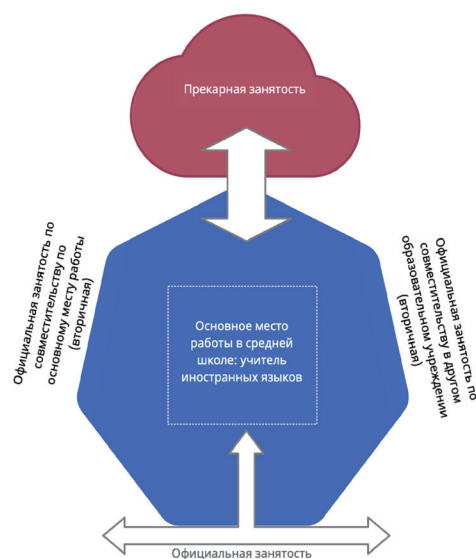 Прекарная занятость
Официальная занятость по
совместительству по
основному месту работы
(вторичная)
Официальная занятость по
совместительству в другом
образовательном учреждении
(вторичная)
Основное место
работы в средней
школе: учитель
иностранных языков
Официальная занятость